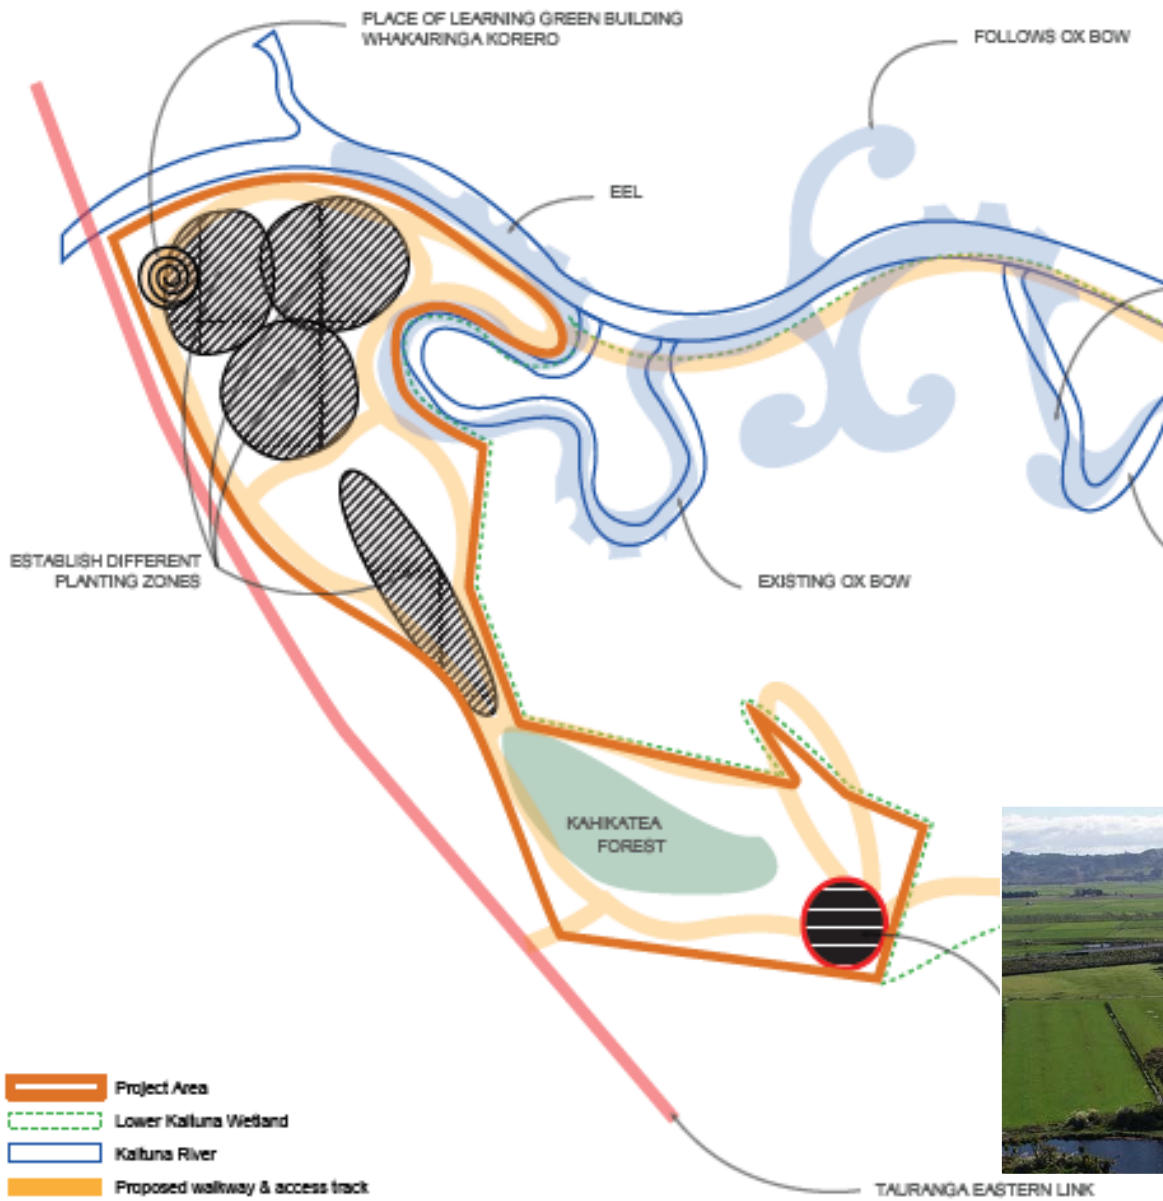 PLACE OF LEARNING GREEN BUILDING
WHAKAIRINGA KORERO
FOLLOWS OX BOW
EEL
ESTABLISH DIFFERENT
PLANTING ZONES
EXISTING OX BOW
KAHIKATEA
FOREST
Project Area
Lower Kaituna Wetland
Kaituna River
Proposed walkway & access track
TAURANGA EASTERN LINK